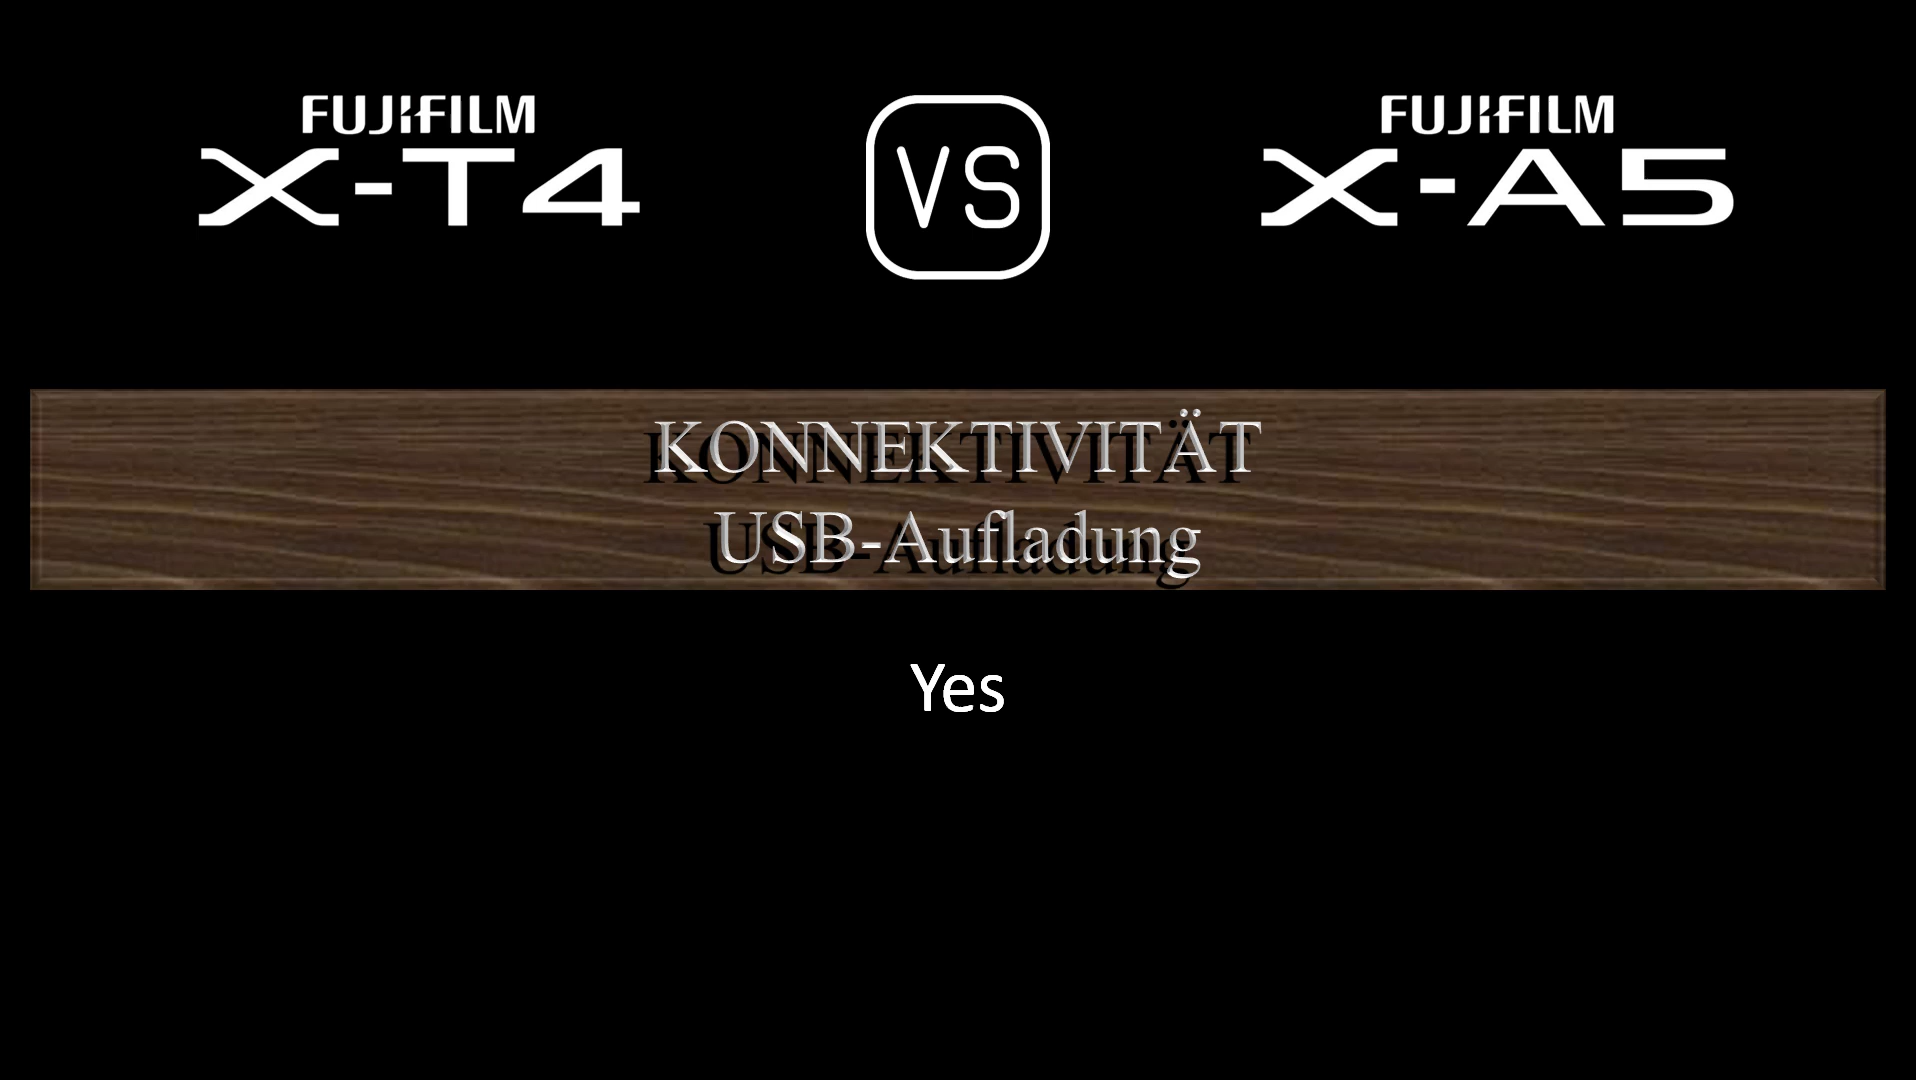 FUJIFILM
X-T4
VS
FUJIFILM
X-A5
KONNEKTIVITÄT
USB-Aufladung
Yes